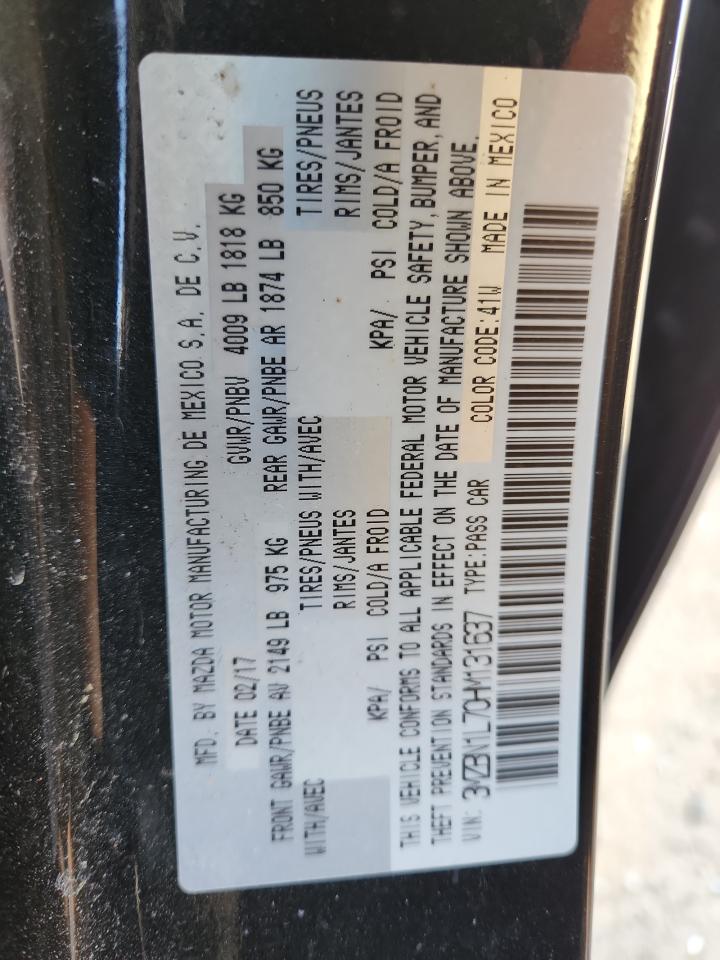 MFD. BY MAZDA MOTOR MANUFACTURING DE MEXICO S.A. DE C.V.
DATE 02/17 GVWR/PNBV 4009 LB 1818 KG
FRONT GAWR/PNBE AV 2149 LB 975 KG REAR GAWR/PNBE AR 1874 LB 850 KG
WITH/AVEC TIRES/PNEUS WITH/AVEC TIRES/PNEUS
RIMS/JANTES RIMS/JANTES
KPA/ PSI COLD/A FROID KPA/ PSI COLD/A FROID
THIS VEHICLE CONFORMS TO ALL APPLICABLE FEDERAL MOTOR VEHICLE SAFETY, BUMPER, AND
THEFT PREVENTION STANDARDS IN EFFECT ON THE DATE OF MANUFACTURE SHOWN ABOVE.
VIN: 3MZBN1L70HM131637 TYPE:PASS CAR COLOR CODE:41W MADE IN MEXICO